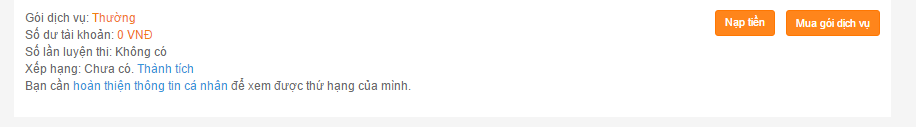 Gói dịch vụ: Thường
Nạp tiền
Mua gói dịch vụ
Số dư tài khoản: 0 VNĐ
Số lần luyện thi: Không có
Xếp hạng: Chưa có. Thành tích
Bạn cần hoàn thiện thông tin cá nhân để xem được thứ hạng của mình.